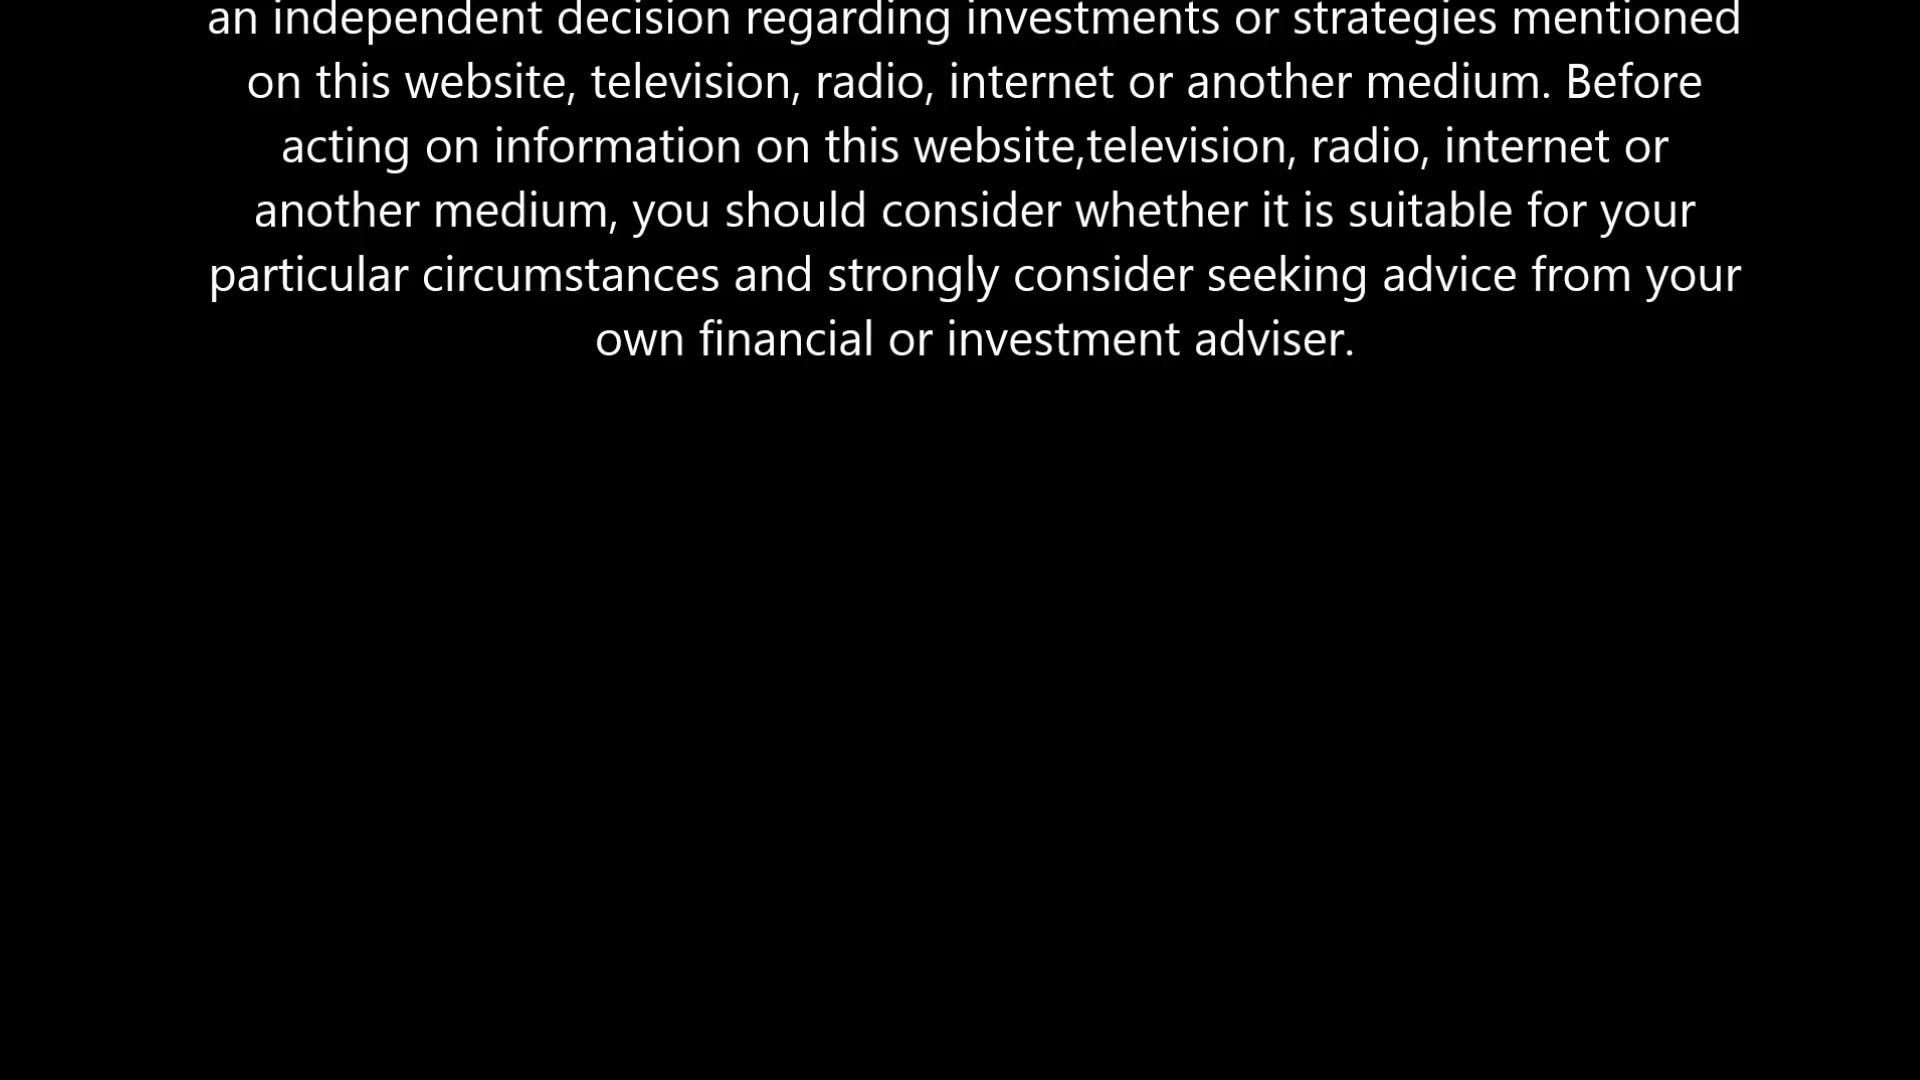 an independent decision regarding investments or strategies mentioned
on this website, television, radio, internet or another medium. Before
acting on information on this website,television, radio, internet or
another medium, you should consider whether it is suitable for your
particular circumstances and strongly consider seeking advice from your
own financial or investment adviser.